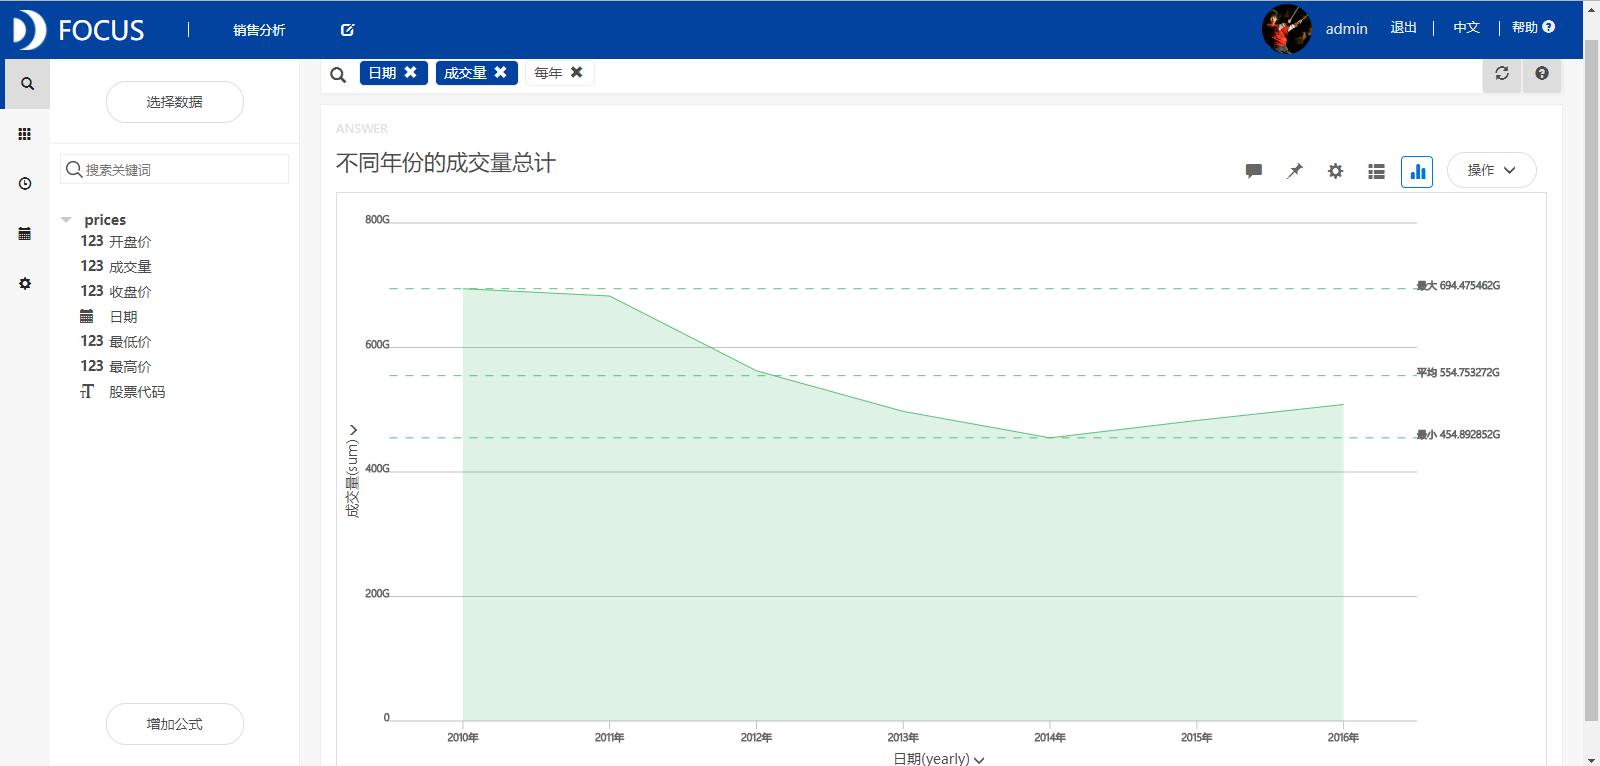 FOCUS
销售分析
admin
退出
中文
帮助
日期
成交量
每年
选择数据
搜索关键词
prices
123 开盘价
123 成交量
123 收盘价
日期
123 最低价
123 最高价
股票代码
增加公式
ANSWER
不同年份的成交量总计
操作
800G
600G
400G
200G
0
成交量(sum)
最大 694.475462G
平均 554.753272G
最小 454.892852G
2010年
2011年
2012年
2013年
2014年
2015年
2016年
日期(yearly)